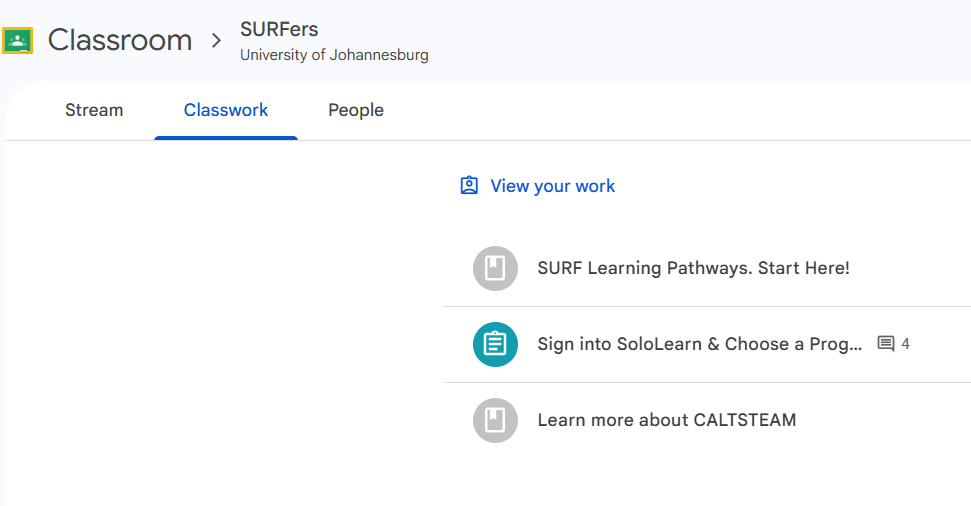 Classroom > SURFers
University of Johannesburg
Stream Classwork People
View your work
SURF Learning Pathways. Start Here!
Sign into SoloLearn & Choose a Prog... 4
Learn more about CALTSTEAM